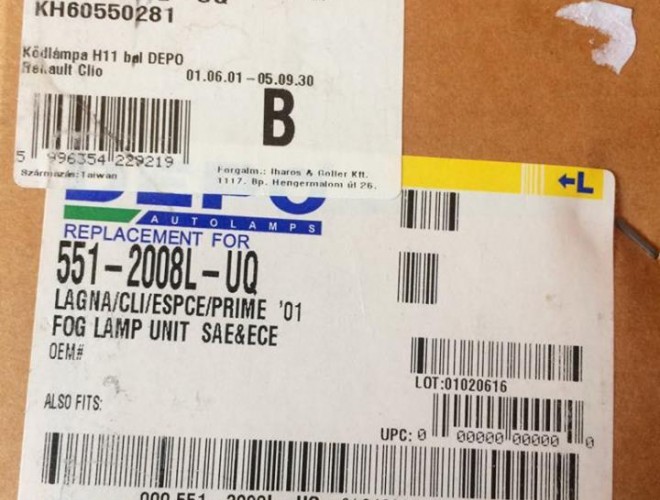 KH60550281
Ködlámpa H11 bal DEPO
Renault Clio
01.06.01 -05.09.30
B
5 996354 229219
Származás: Taiwan
Forgalm.: Iharos & Goller Kft.
1117. Bp. Hengermalom út 26.
←L
DEPO
AUTOLAMPS
REPLACEMENT FOR
551-2008L-UQ
LAGNA/CLI/ESPCE/PRIME '01
FOG LAMP UNIT SAE&ECE
OEM#
LOT:01020616
ALSO FITS:
UPC: 0 00000 00000 0